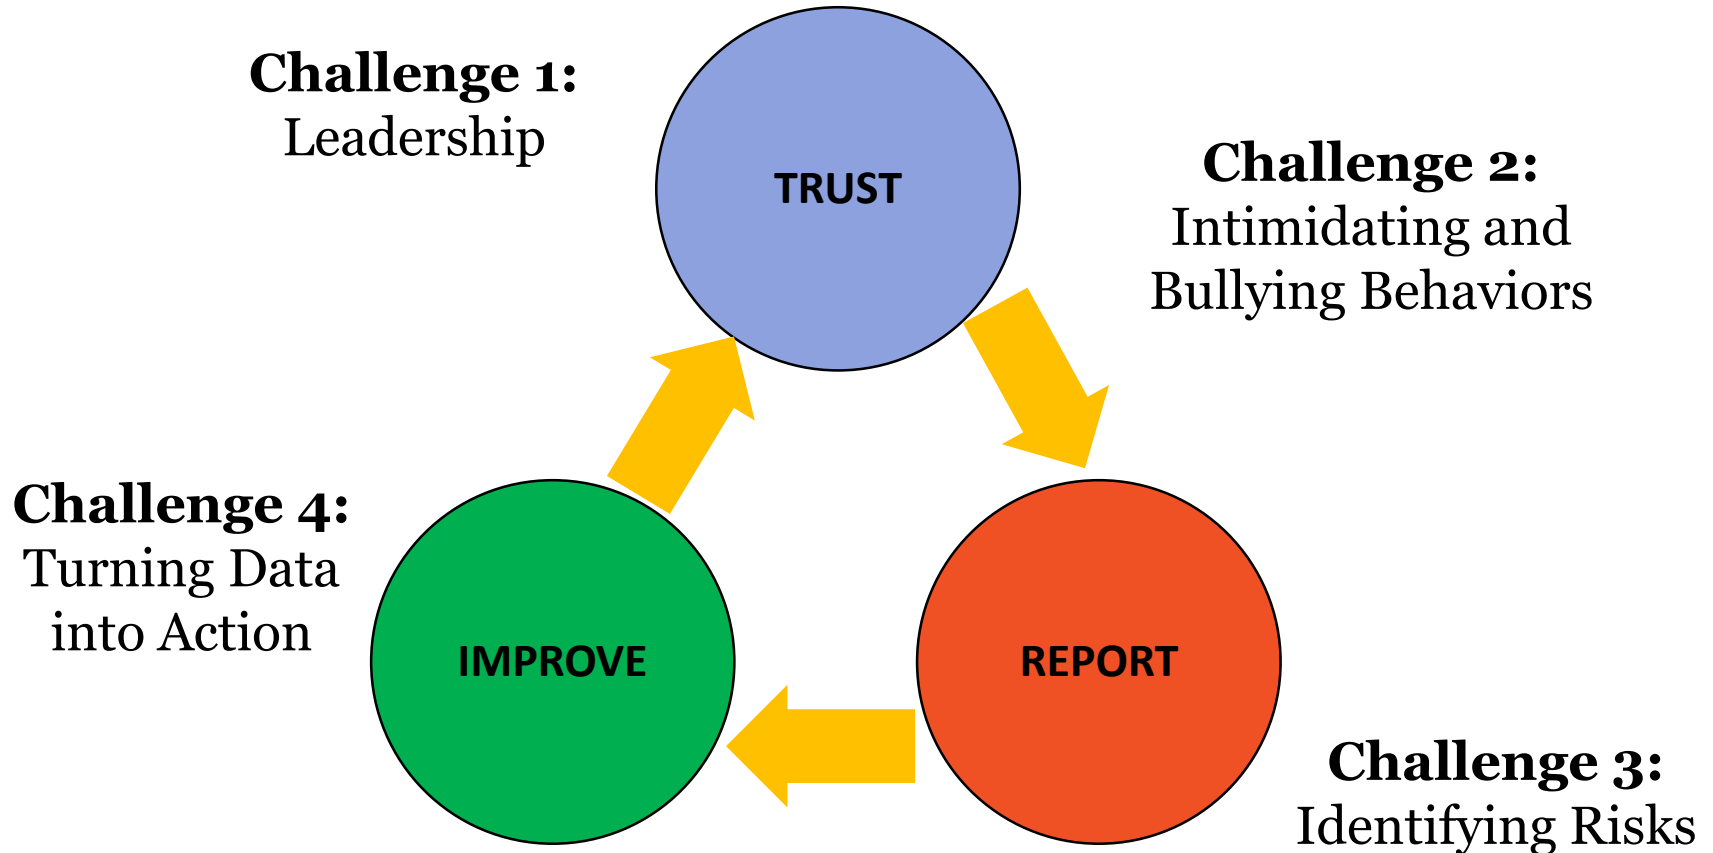 Challenge 1:
Leadership
TRUST
Challenge 2:
Intimidating and
Bullying Behaviors
Challenge 4:
Turning Data
into Action
IMPROVE
REPORT
Challenge 3:
Identifying Risks